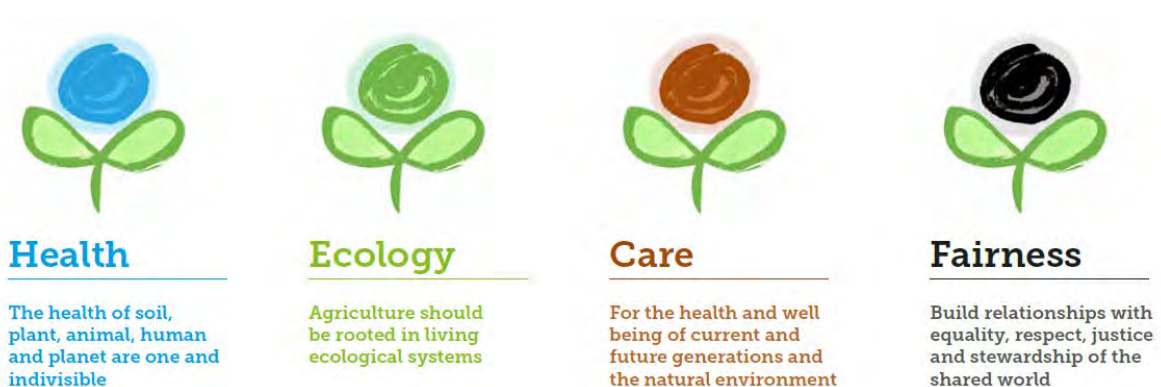 Health
The health of soil,
plant, animal, human
and planet are one and
indivisible
Ecology
Agriculture should
be rooted in living
ecological systems
Care
For the health and well
being of current and
future generations and
the natural environment
Fairness
Build relationships with
equality, respect, justice
and stewardship of the
shared world